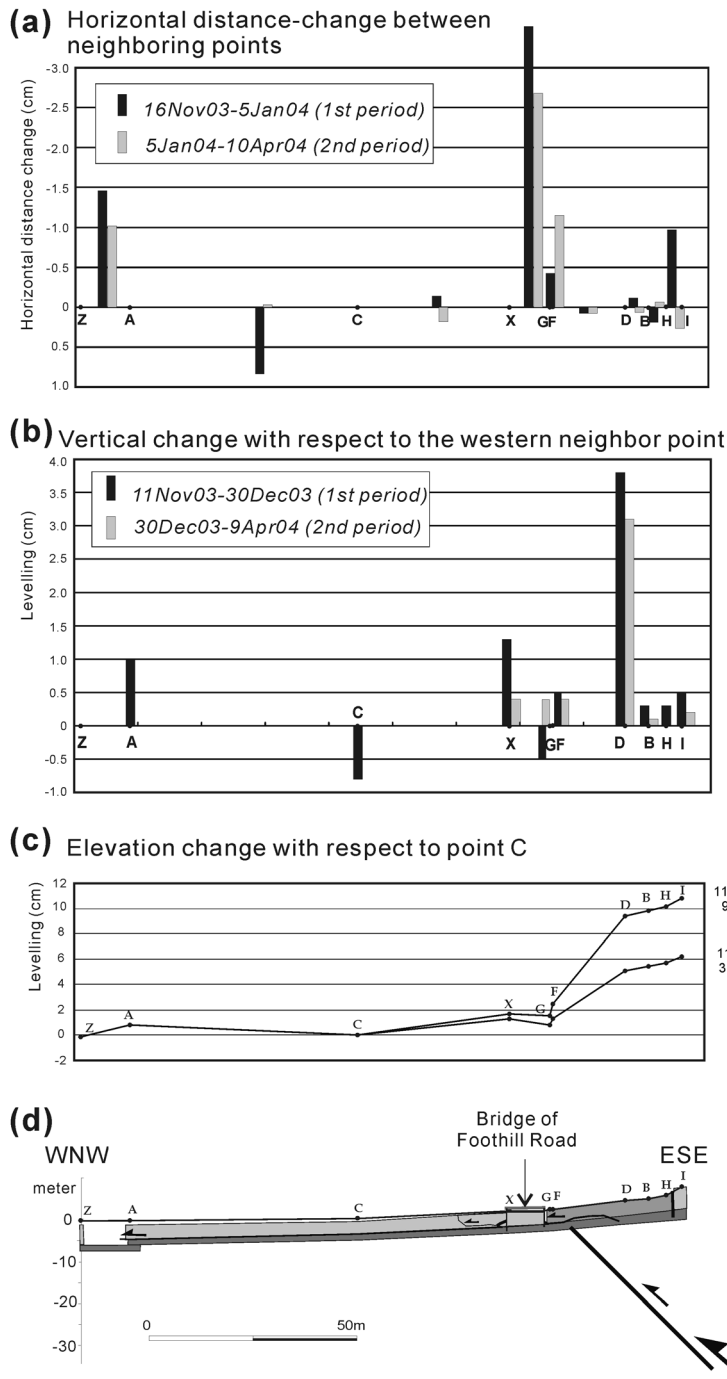 (a) Horizontal distance-change between
neighboring points
Horizontal distance change (cm)
-3.0
-2.5
-2.0
-1.5
-1.0
-0.5
0
0.5
1.0
16Nov03-5Jan04 (1st period)
5Jan04-10Apr04 (2nd period)
Z A C X G F D B H I
(b) Vertical change with respect to the western neighbor point
Levelling (cm)
4.0
3.5
3.0
2.5
2.0
1.5
1.0
0.5
0
-0.5
-1.0
11Nov03-30Dec03 (1st period)
30Dec03-9Apr04 (2nd period)
Z A C X G F D B H I
(c) Elevation change with respect to point C
Levelling (cm)
12
10
8
6
4
2
0
-2
Z A C X G F D B H I
11
9
11
3
(d)
Bridge of
Foothill Road
WNW ESE
meter
Z A C X G F D B H I
0
-10
-20
-30
0 50m